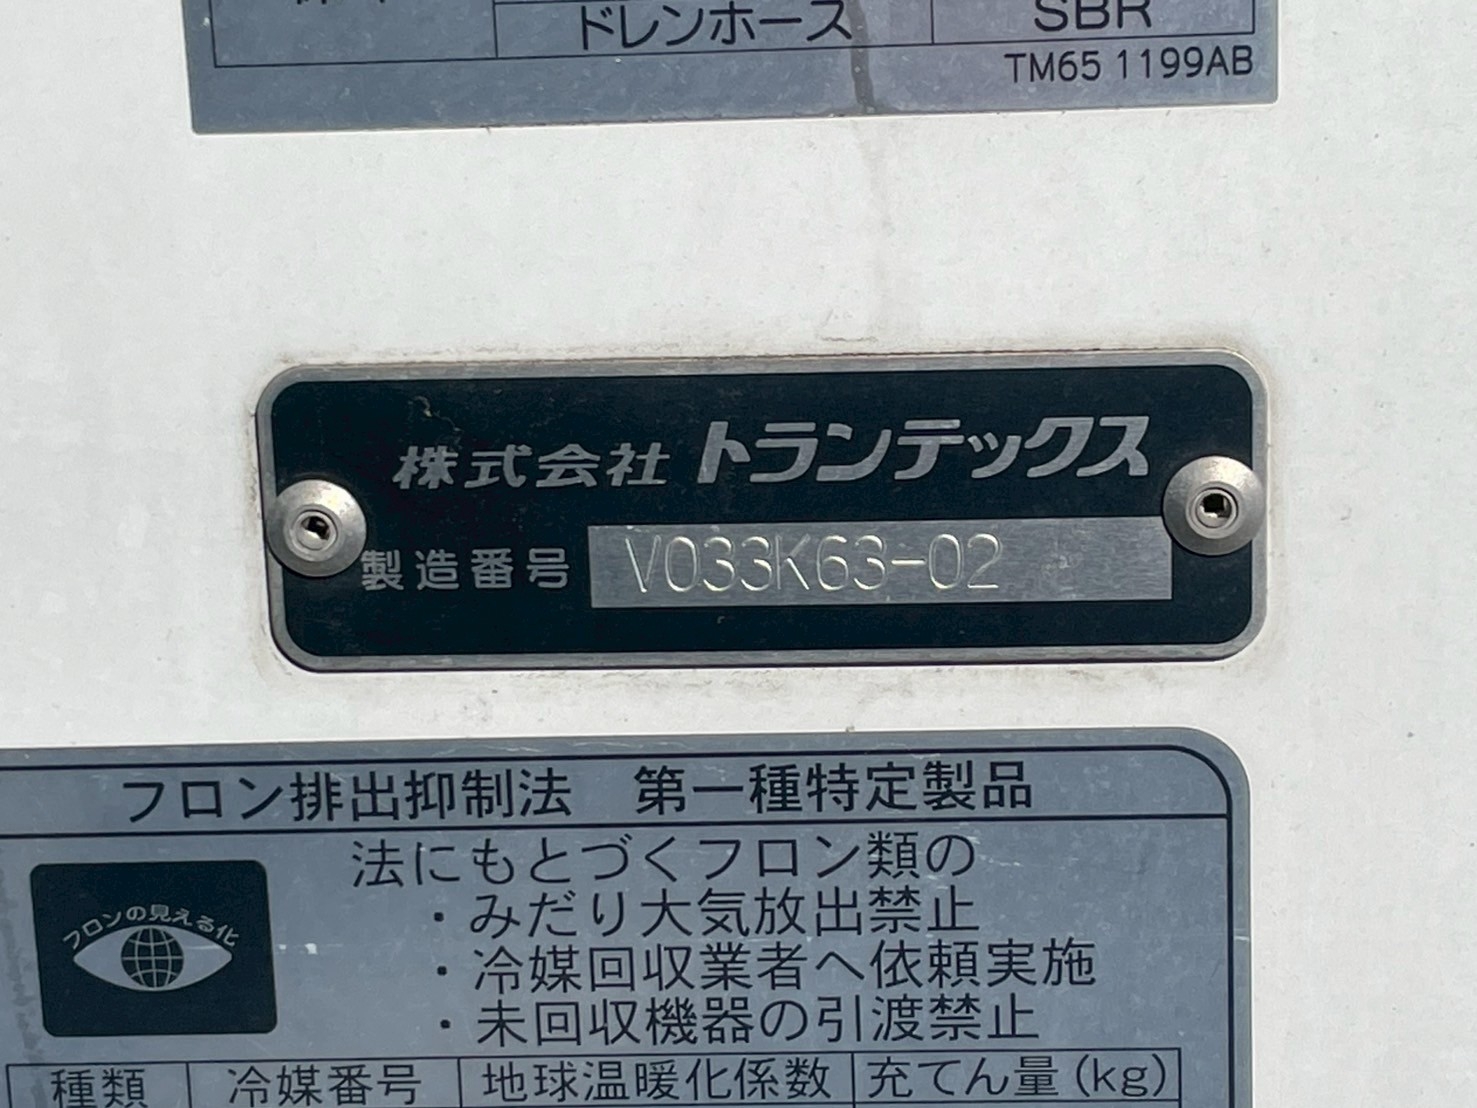 ドレンホース SBR
TM65 1199AB
株式会社 トランテックス
製造番号 V033K63-02
フロン排出抑制法 第一種特定製品
フロンの見える化
法にもとづくフロン類の
・みだり大気放出禁止
・冷媒回収業者へ依頼実施
・未回収機器の引渡禁止
種類 冷媒番号 地球温暖化係数 充てん量(kg)